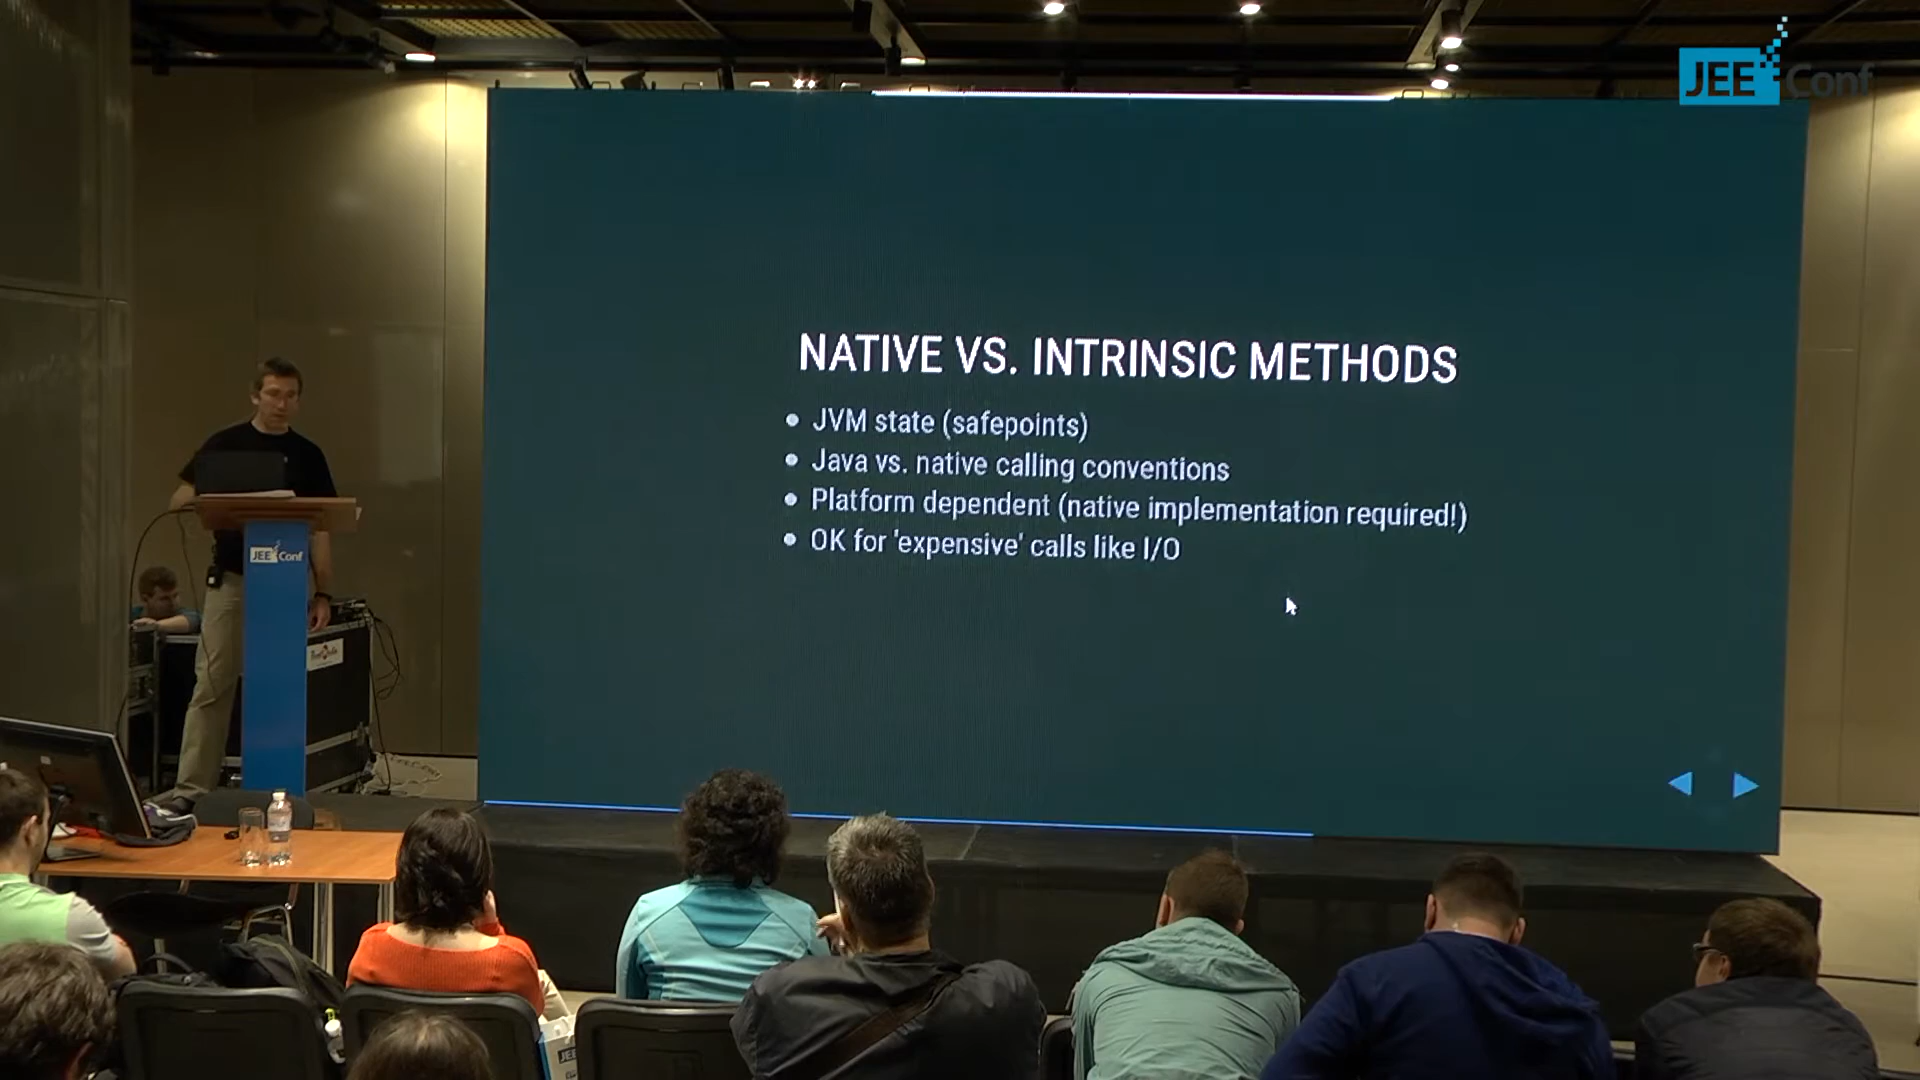 JEE Conf
NATIVE VS. INTRINSIC METHODS
JVM state (safepoints)
Java vs. native calling conventions
Platform dependent (native implementation required!)
OK for 'expensive' calls like I/O
JEE Conf
JEE